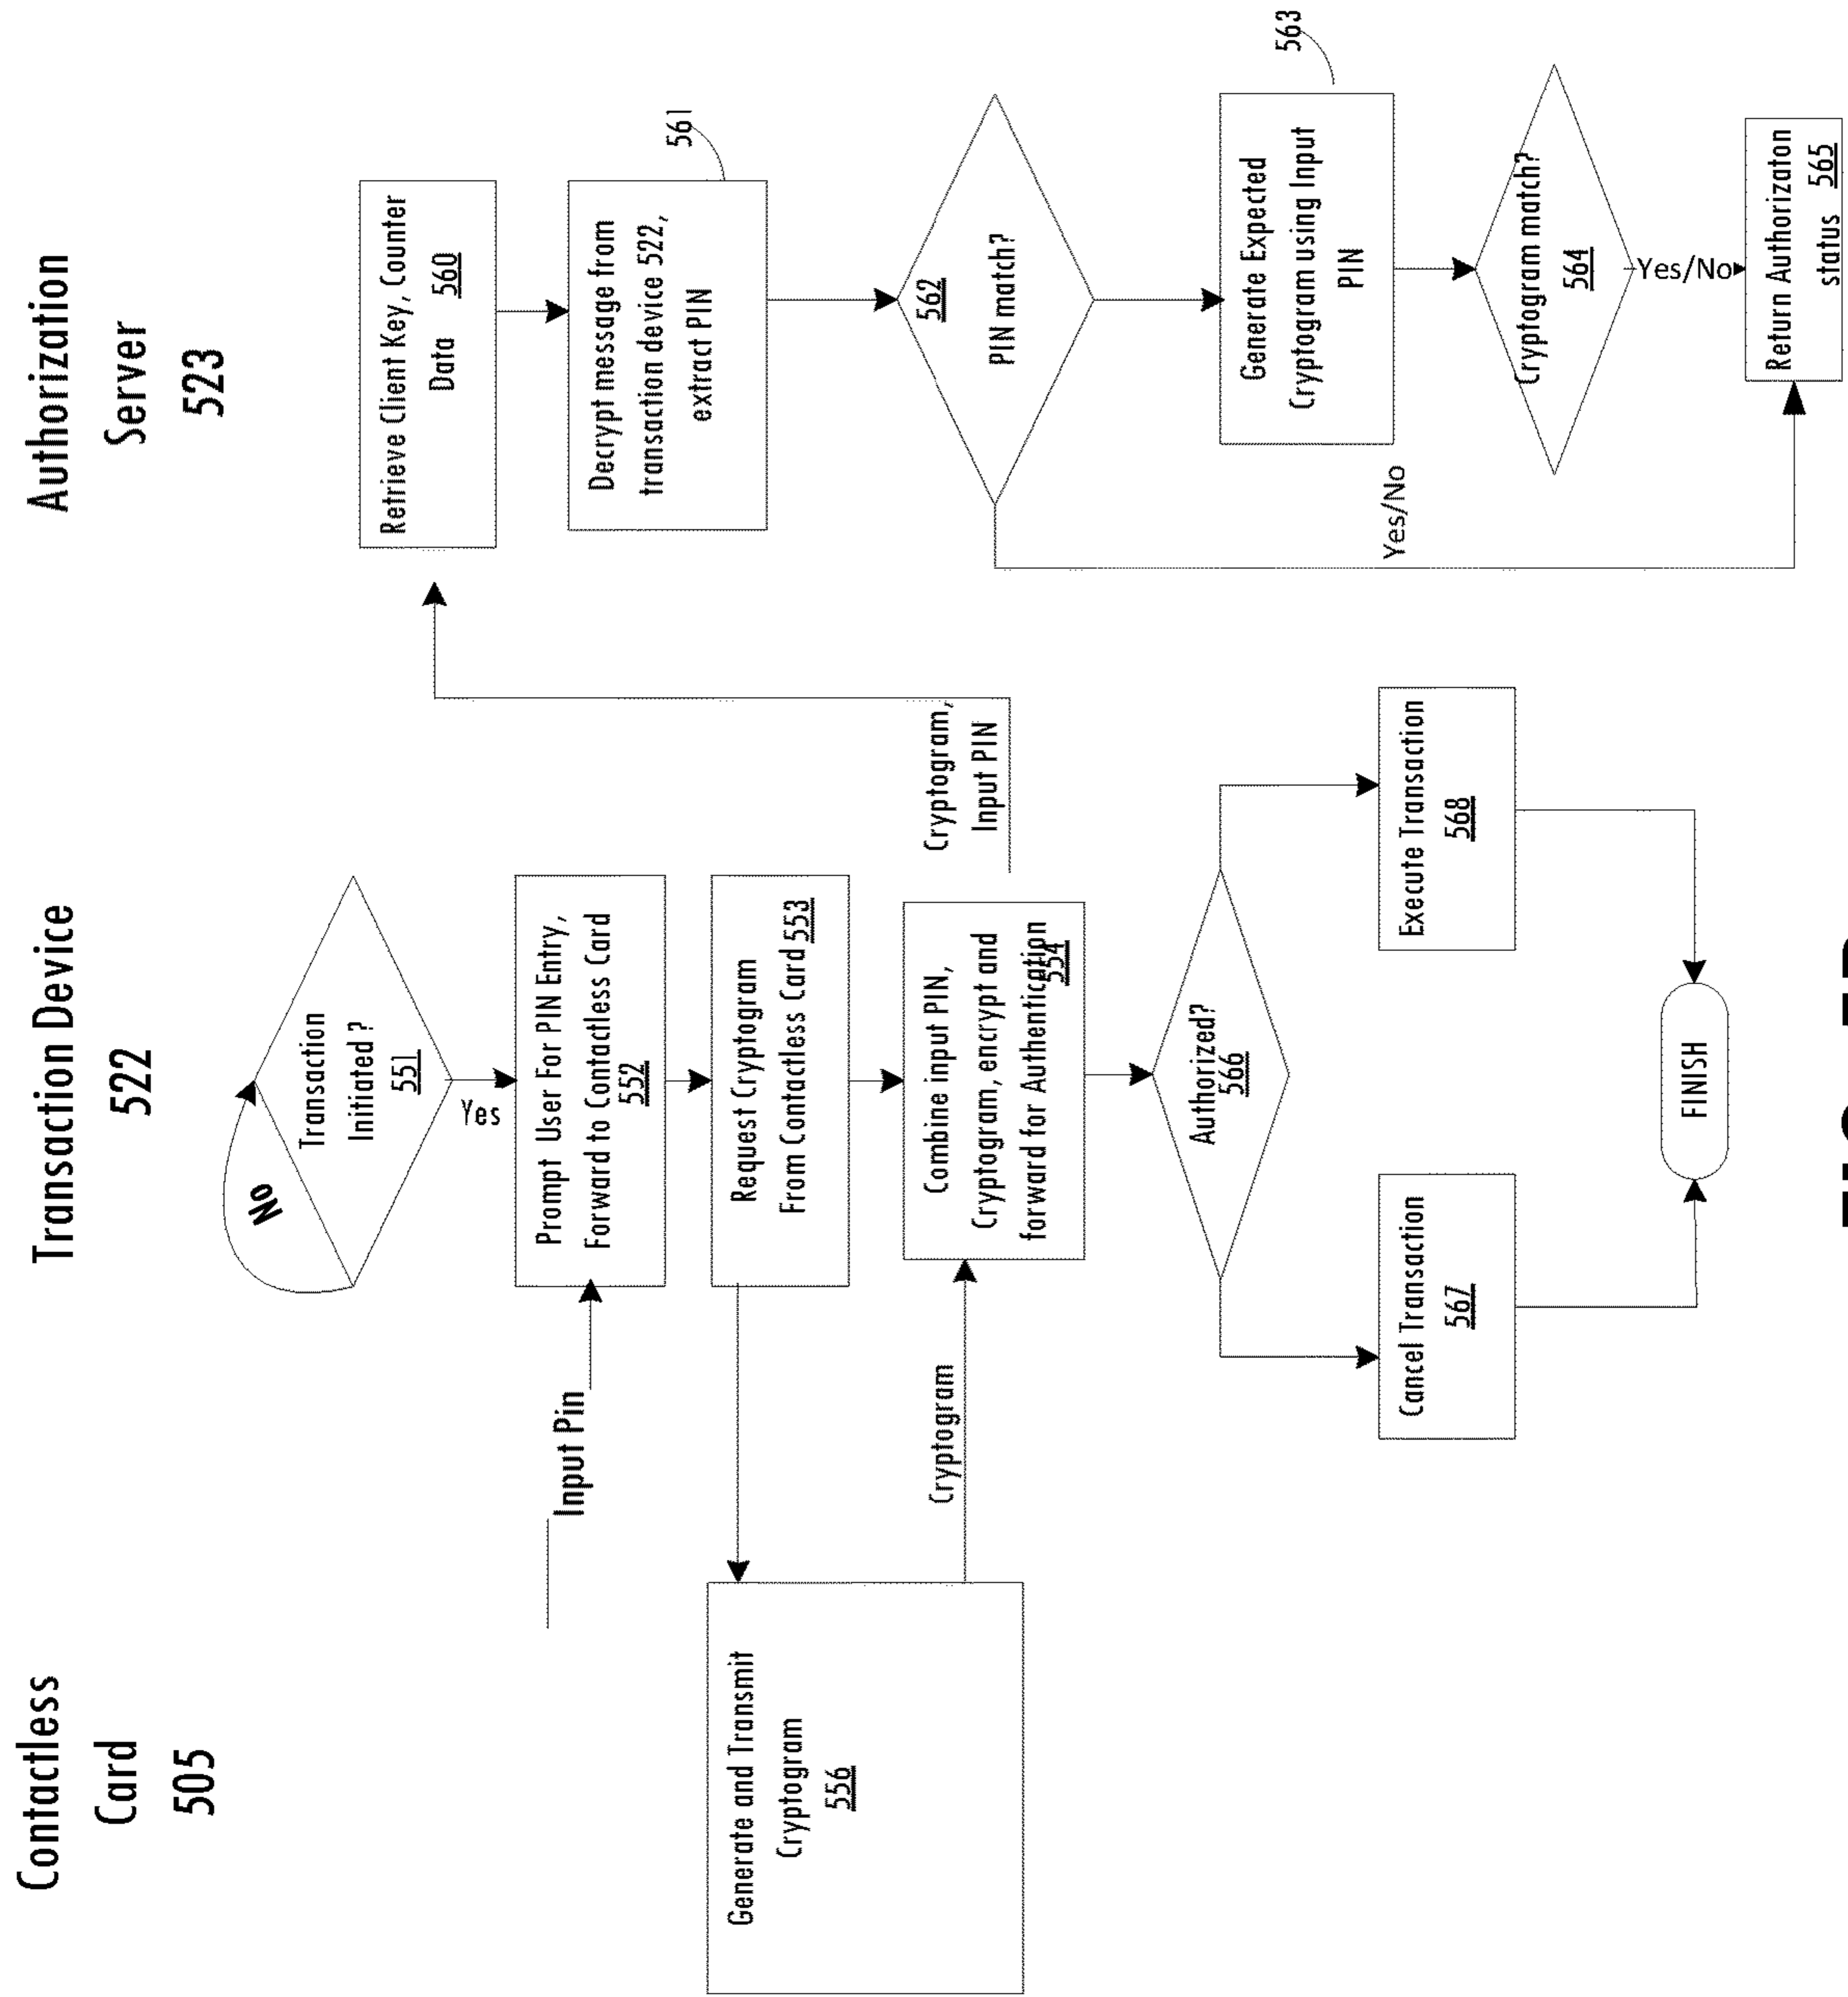 Contactless
Card
505
Transaction Device
522
Authorization
Server
523
No
Transaction
Initiated ?
551
Yes
Input Pin
Prompt User For PIN Entry,
Forward to Contactless Card
552
Request Cryptogram
From Contactless Card 553
Generate and Transmit
Cryptogram
556
Cryptogram
Combine input PIN,
Cryptogram, encrypt and
forward for Authentication
554
Cryptogram,
Input PIN
Authorized?
566
Cancel Transaction
567
Execute Transaction
568
FINISH
Retrieve Client Key, Counter
Data 560
Decrypt message from
transaction device 522,
extract PIN
561
562
PIN match?
Yes/No
Generate Expected
Cryptogram using Input
PIN
563
Cryptogram match?
564
Yes/No
Return Authorizaton
status 565